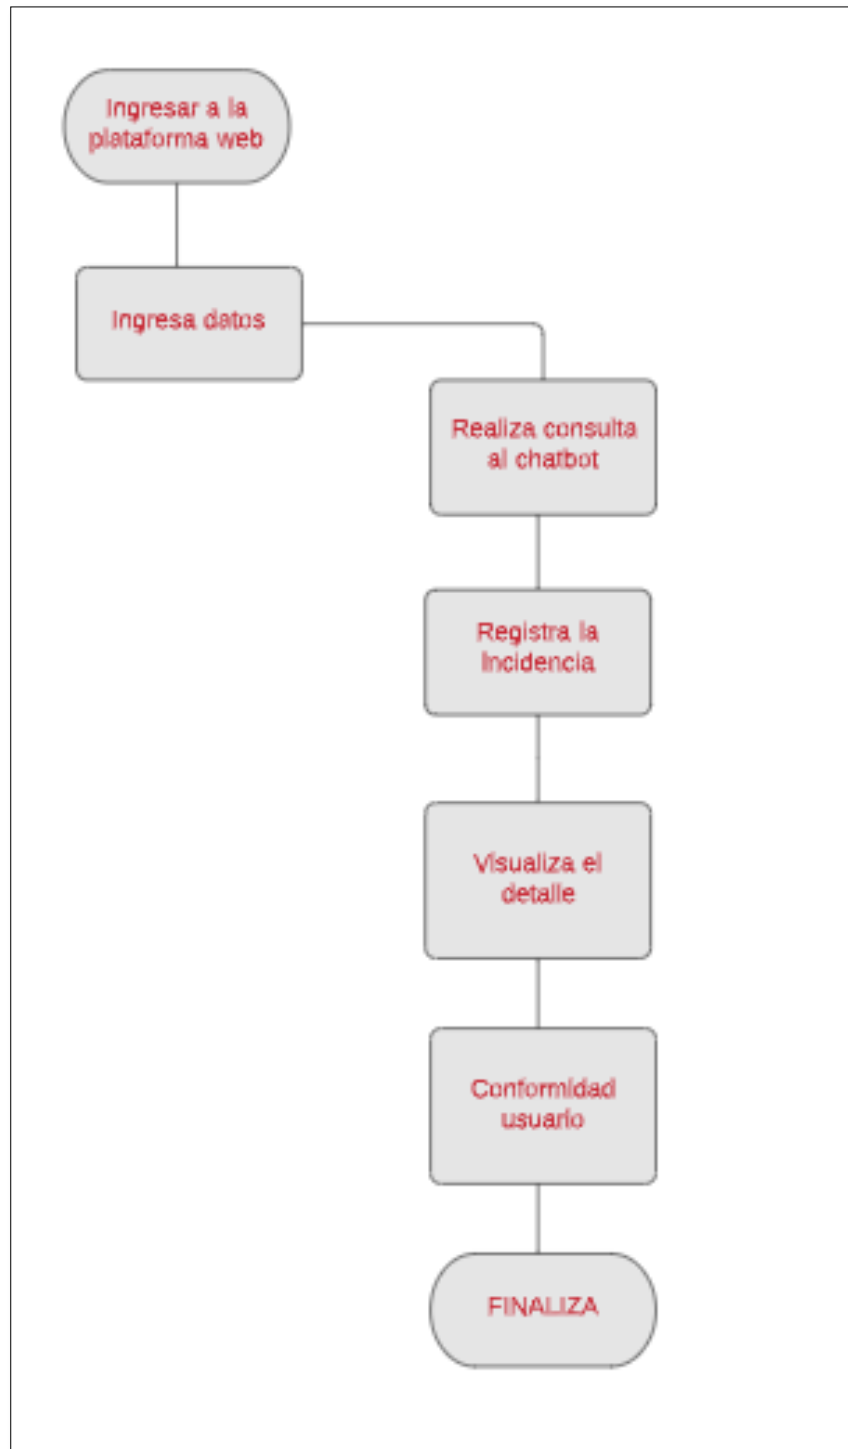 Ingresar a la
plataforma web
Ingresa datos
Realiza consulta
al chatbot
Registra la
Incidencia
Visualiza el
detalle
Conformidad
usuario
FINALIZA